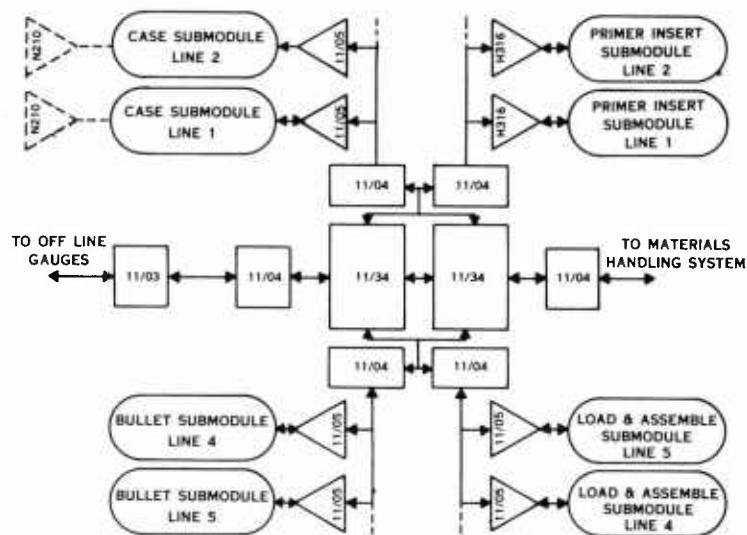 N210
CASE SUBMODULE
LINE 2
11/05
H316
PRIMER INSERT
SUBMODULE
LINE 2
N210
CASE SUBMODULE
LINE 1
11/05
H316
PRIMER INSERT
SUBMODULE
LINE 1
11/04
11/04
TO OFF LINE
GAUGES
11/03
11/04
11/34
11/34
11/04
TO MATERIALS
HANDLING SYSTEM
11/04
11/04
BULLET SUBMODULE
LINE 4
11/05
11/05
LOAD & ASSEMBLE
SUBMODULE
LINE 5
BULLET SUBMODULE
LINE 5
11/05
11/05
LOAD & ASSEMBLE
SUBMODULE
LINE 4